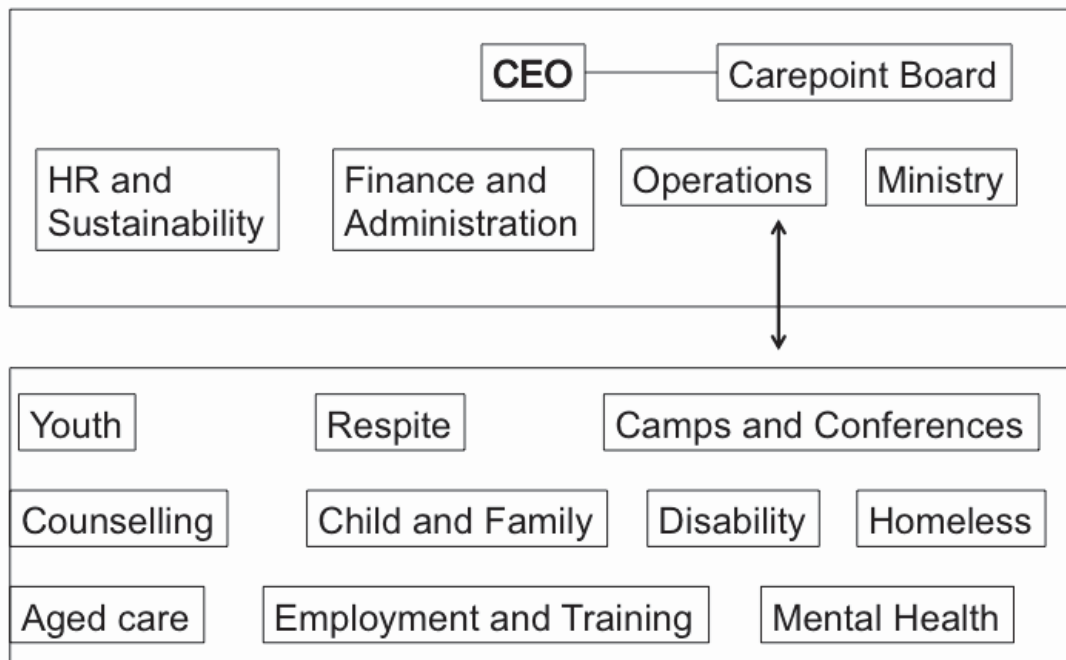 CEO
Carepoint Board
HR and
Sustainability
Finance and
Administration
Operations
Ministry
Youth
Respite
Camps and Conferences
Counselling
Child and Family
Disability
Homeless
Aged care
Employment and Training
Mental Health